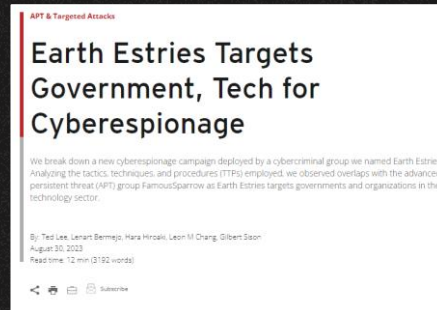 APT & Targeted Attacks
Earth Estries Targets
Government, Tech for
Cyberespionage
We break down a new cyberespionage campaign deployed by a cybercriminal group we named Earth Estries.
Analyzing the tactics, techniques, and procedures (TTPs) employed, we observed overlaps with the advanced
persistent threat (APT) group FamousSparrow as Earth Estries targets governments and organizations in the
technology sector.
By: Ted Lee, Lenart Bermejo, Hara Hiroaki, Leon M Chang, Gilbert Sison
August 30, 2023
Read time: 12 min (3192 words)
Subscribe